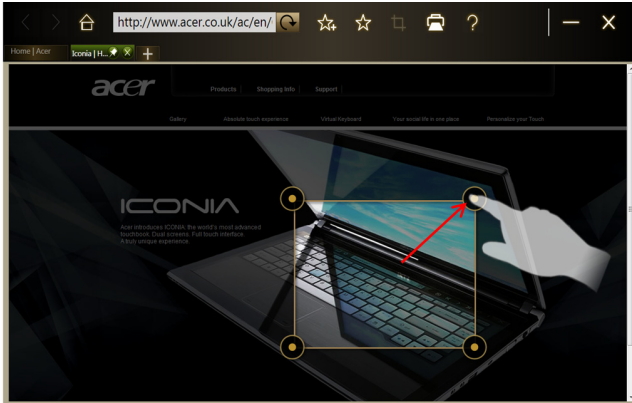 http://www.acer.co.uk/ac/en/
?
Home | Acer
Iconia | H...
acer
Products | Shopping Info | Support |
Gallery Absolute touch experience Virtual Keyboard Your social life in one place Personalize your Touch
ICONIA
Acer introduces ICONIA, the world's most advanced
touchbook. Dual screens. Full touch interface.
A truly unique experience.